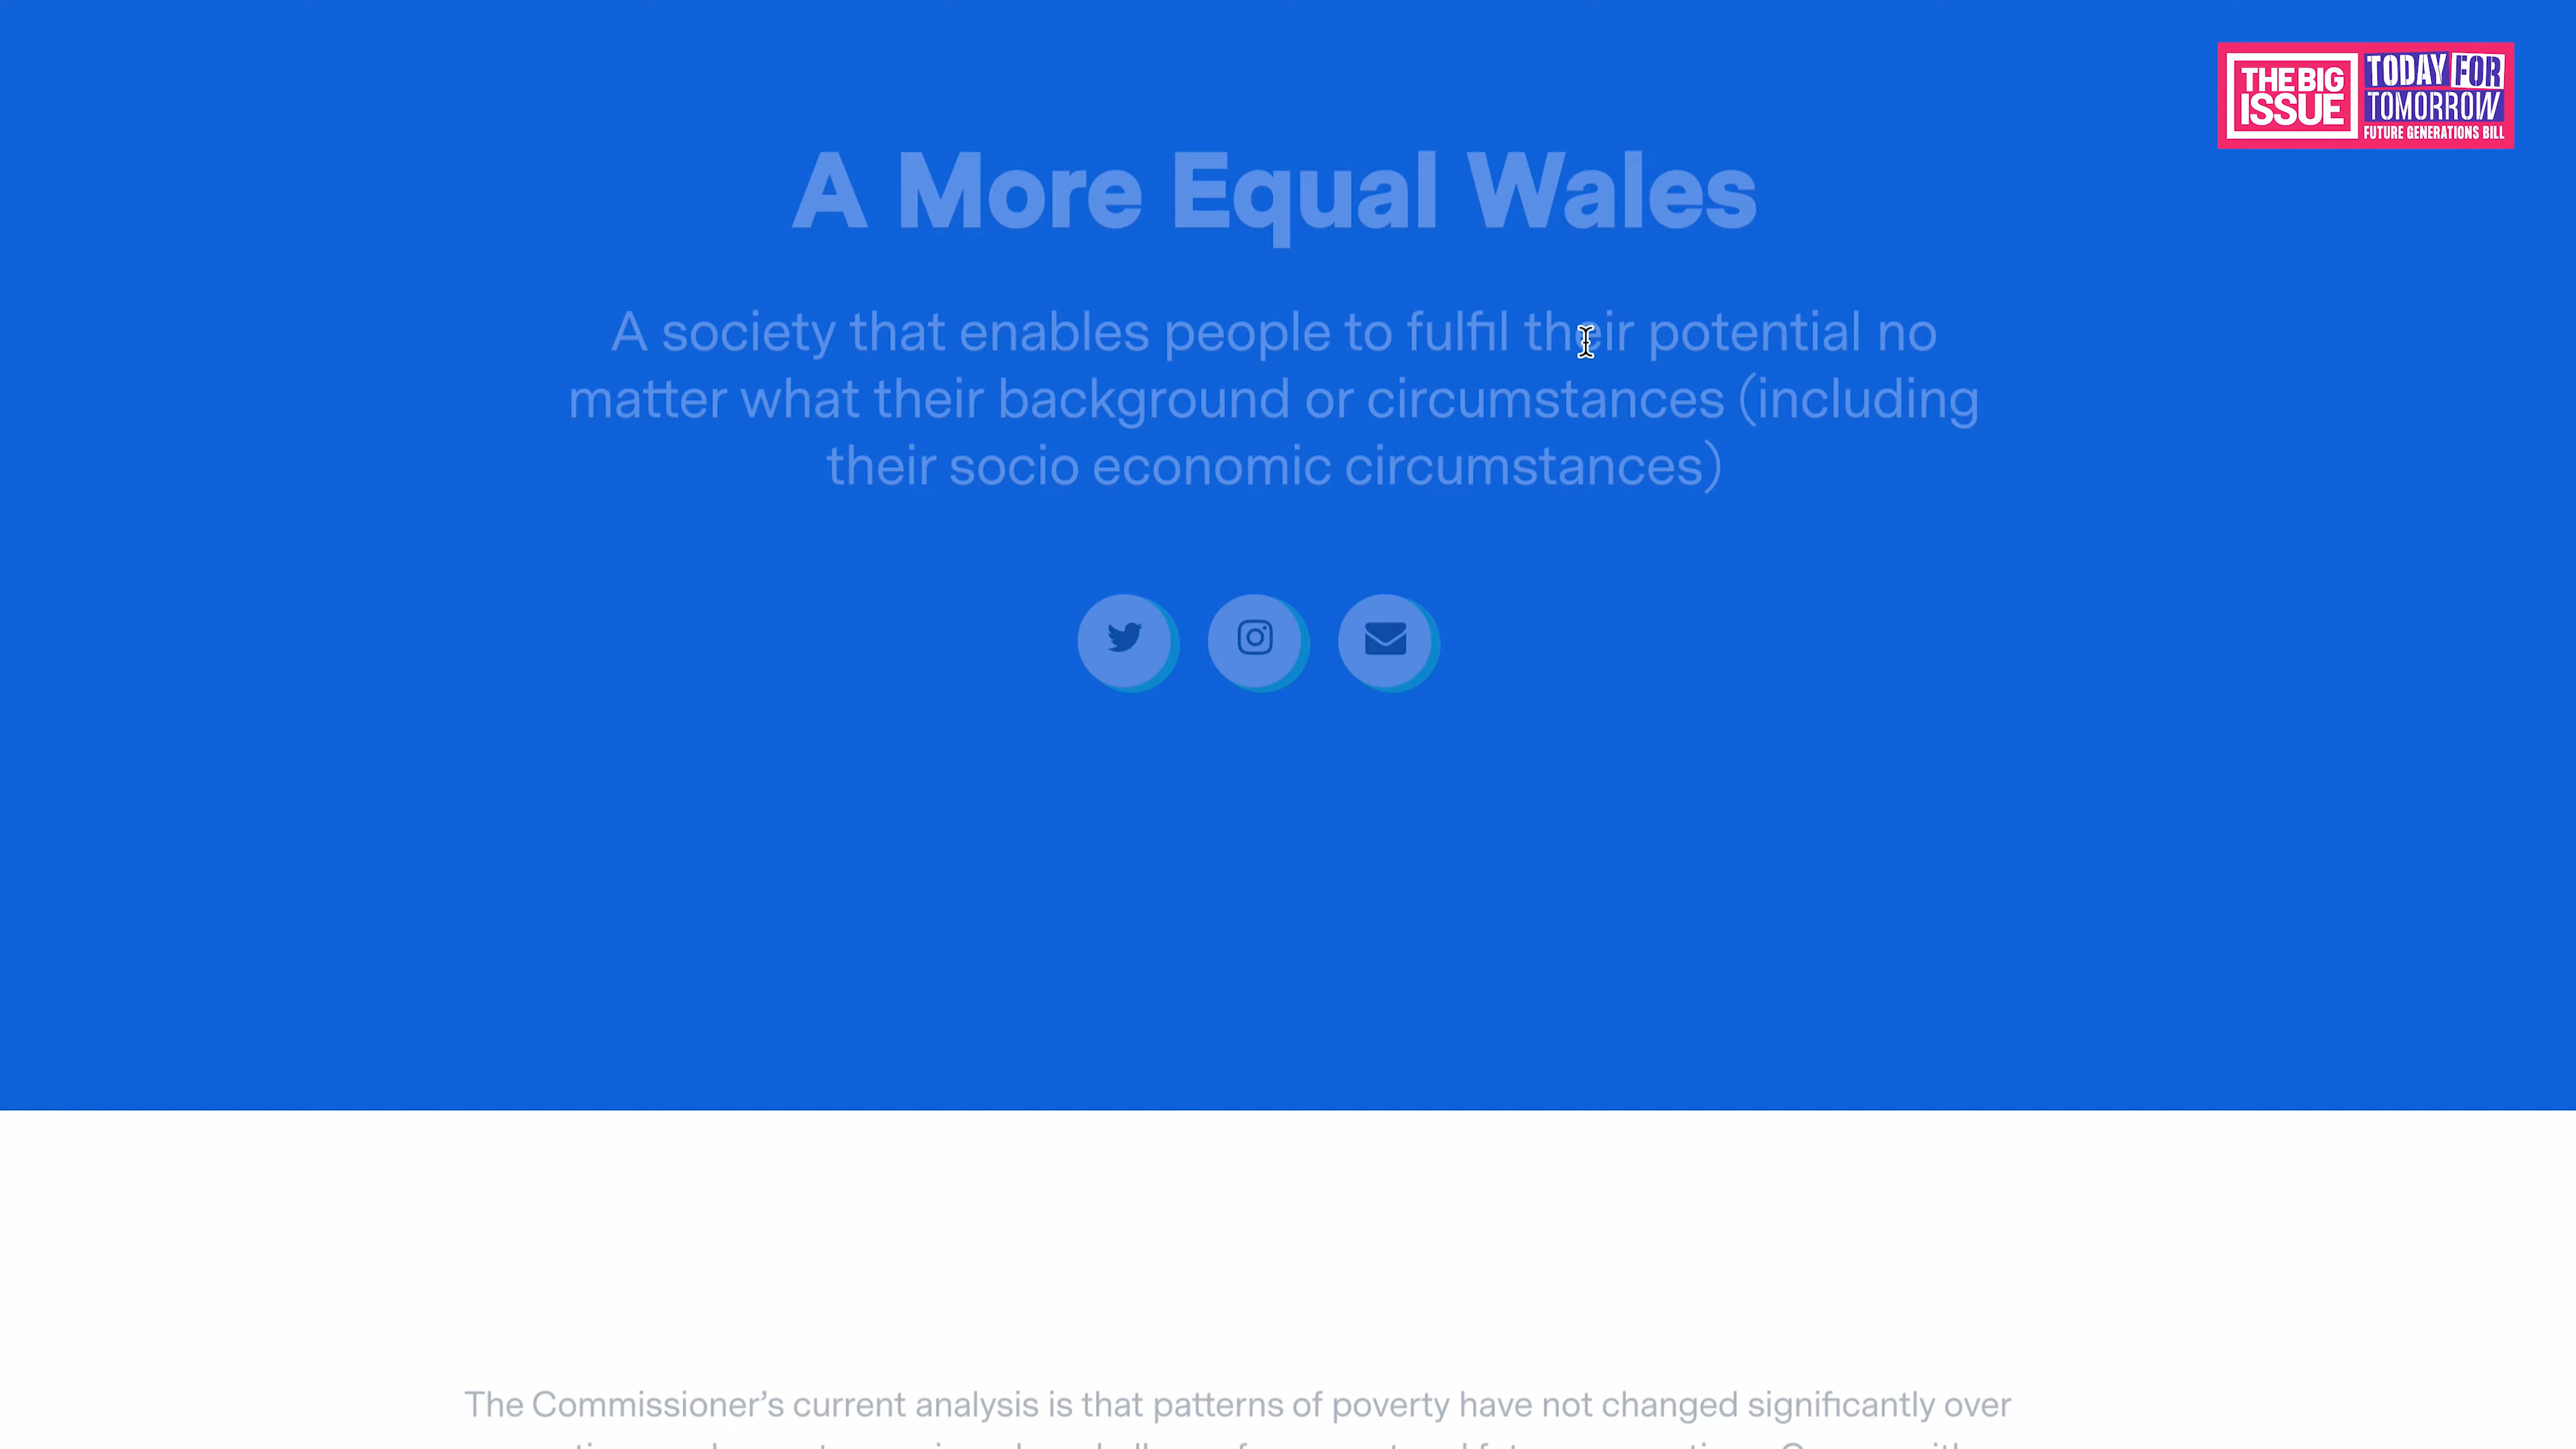 THE BIG
ISSUE
TODAY FOR
TOMORROW
FUTURE GENERATIONS BILL
A More Equal Wales
A society that enables people to fulfil their potential no
matter what their background or circumstances (including
their socio economic circumstances)
The Commissioner’s current analysis is that patterns of poverty have not changed significantly over